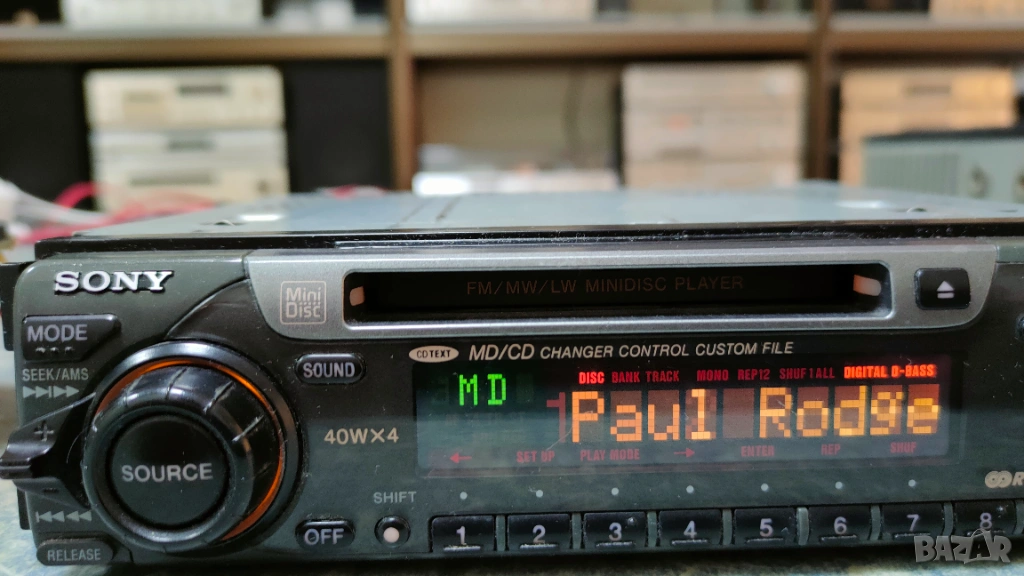 SONY
Mini Disc
FM/MW/LW MINIDISC PLAYER
MODE
SEEK/AMS
SOUND
CD TEXT MD/CD CHANGER CONTROL CUSTOM FILE
MD
DISC BANK TRACK MONO REP12 SHUF1ALL DIGITAL D-BASS
Paul Rodge
40W×4
SOURCE
SET UP PLAY MODE ENTER REP SHUF
SHIFT
OFF
RELEASE
1 2 3 4 5 6 7 8
BAZAR